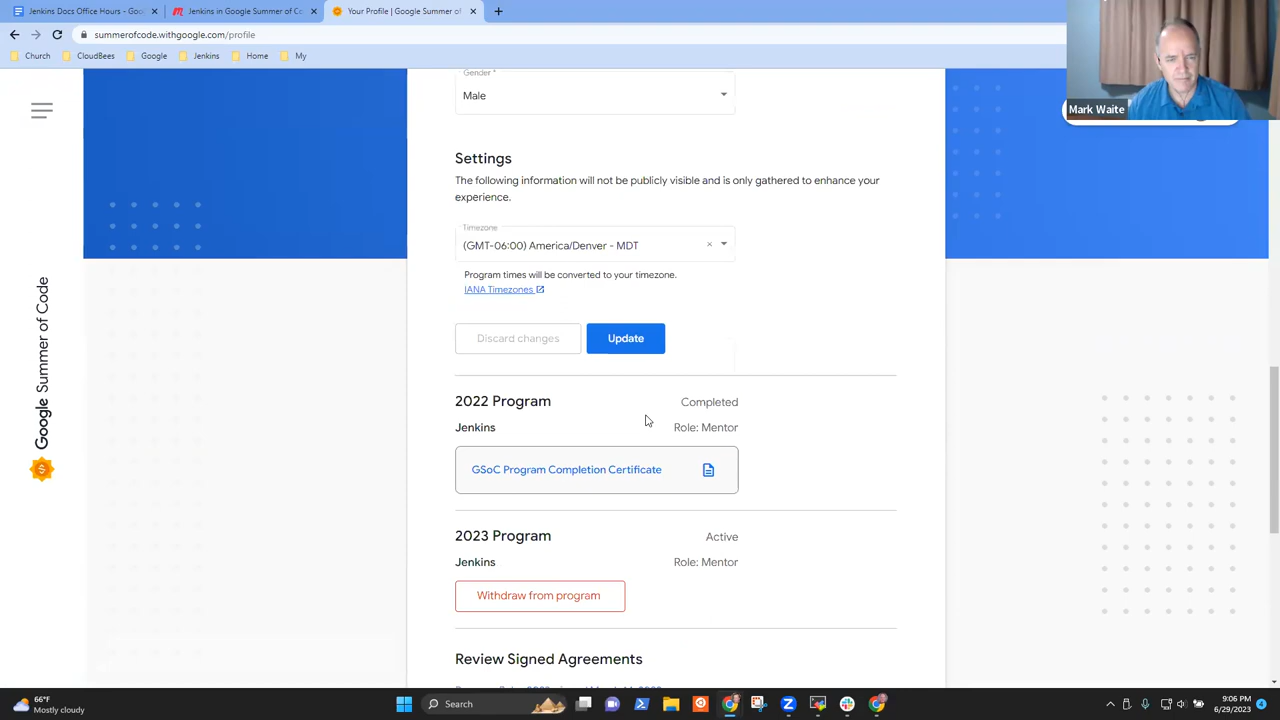 Jenkins Docs Office Hours - Goo
Jenkins in Google Summer of Co
Your Profile | Google Summer of
summerofcode.withgoogle.com/profile
Church
CloudBees
Google
Jenkins
Home
My
Mark Waite
Gender *
Male
Settings
The following information will not be publicly visible and is only gathered to enhance your
experience.
Timezone
(GMT-06:00) America/Denver - MDT
Program times will be converted to your timezone.
IANA Timezones
Discard changes
Update
2022 Program
Completed
Jenkins
Role: Mentor
GSoC Program Completion Certificate
2023 Program
Active
Jenkins
Role: Mentor
Withdraw from program
Review Signed Agreements
Google Summer of Code
66°F
Mostly cloudy
Search
9:06 PM
6/29/2023